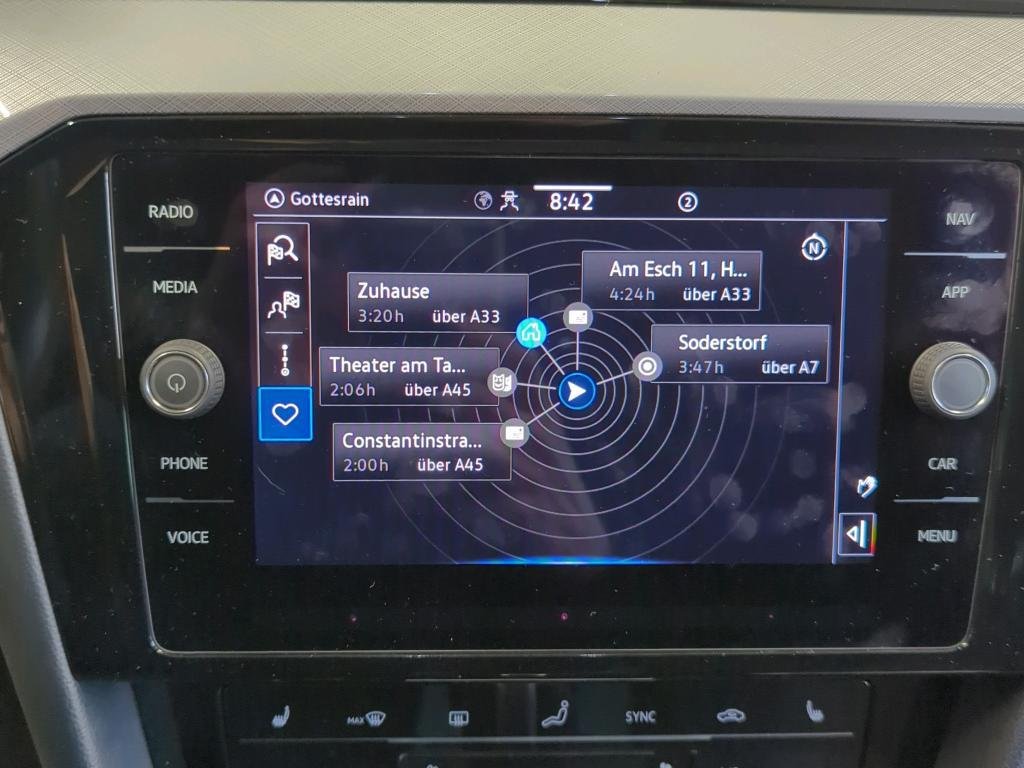 Gottesrain
8:42
2
RADIO
MEDIA
PHONE
VOICE
N
Zuhause
3:20h über A33
Am Esch 11, H...
4:24h über A33
Soderstorf
3:47h über A7
Theater am Ta...
2:06h über A45
Constantinstra...
2:00h über A45
NAV
APP
CAR
MENU
MAX
SYNC